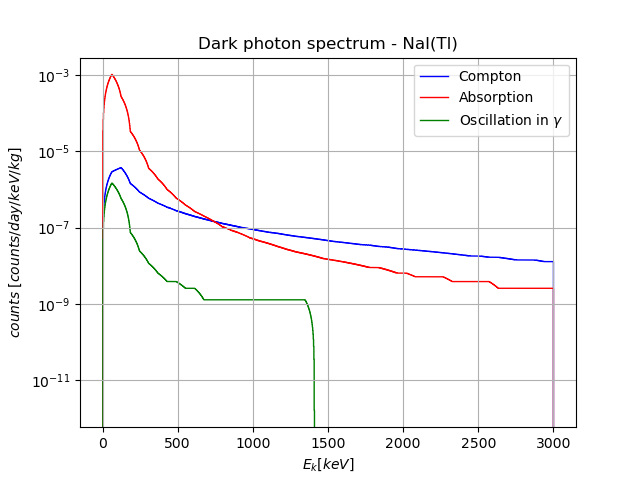 Dark photon spectrum - NaI(Tl)
counts [counts/day/keV/kg]
10⁻³
10⁻⁵
10⁻⁷
10⁻⁹
10⁻¹¹
Compton
Absorption
Oscillation in γ
0 500 1000 1500 2000 2500 3000
E_k[keV]